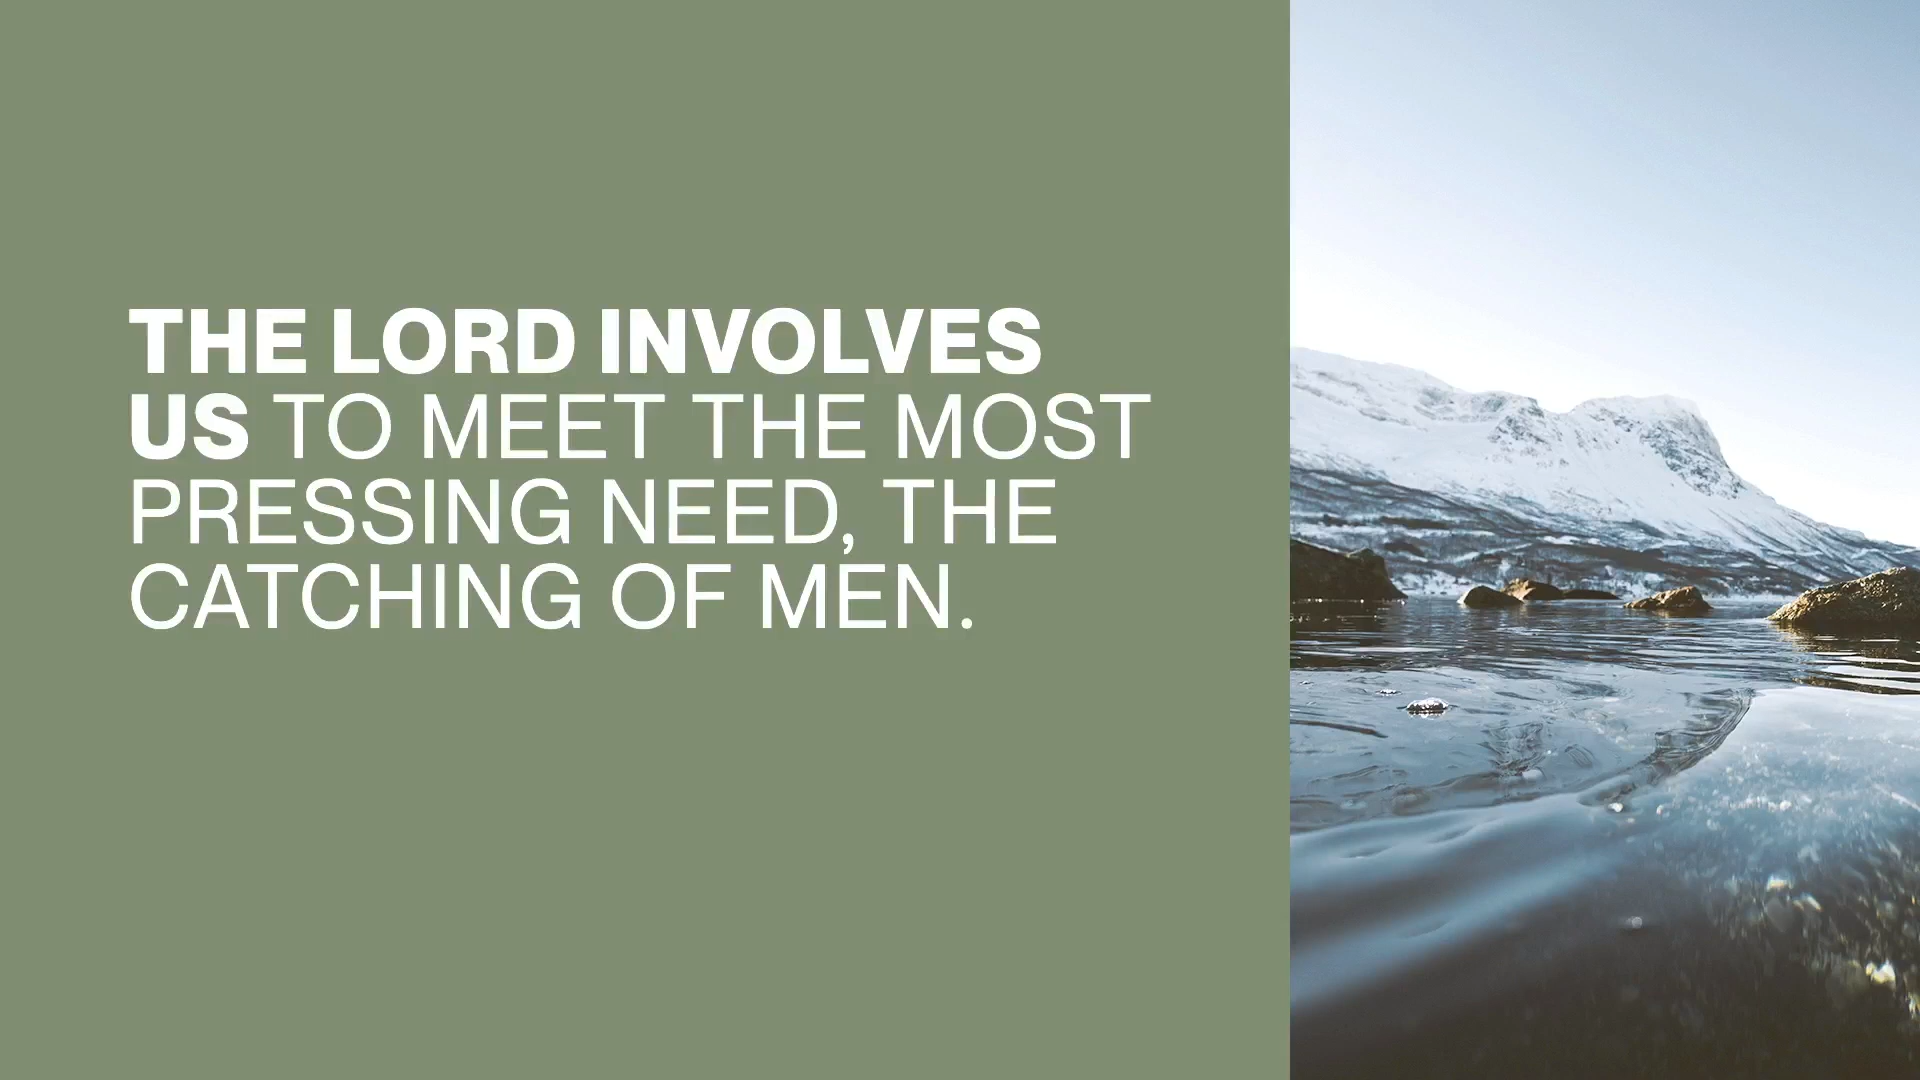 THE LORD INVOLVES
US TO MEET THE MOST
PRESSING NEED, THE
CATCHING OF MEN.